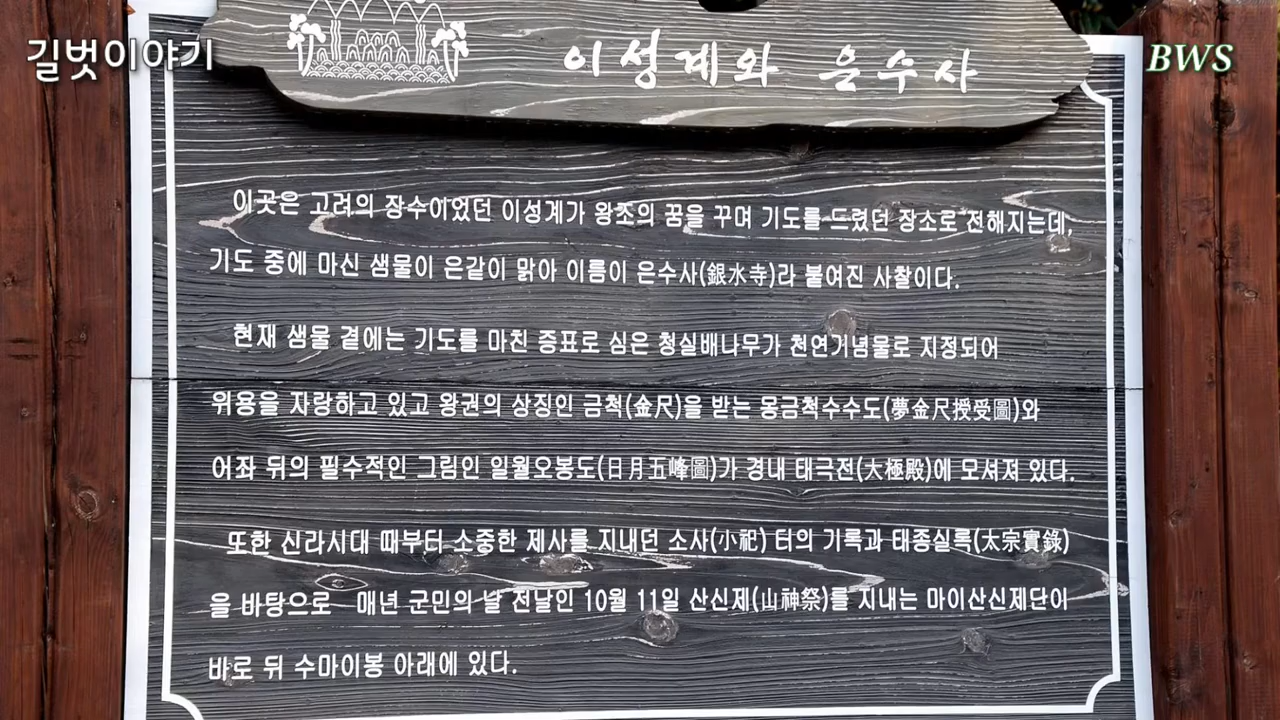 길벗이야기
BWS
이성계와 은수사
이곳은 고려의 장수이었던 이성계가 왕조의 꿈을 꾸며 기도를 드렸던 장소로 전해지는데,
기도 중에 마신 샘물이 은같이 맑아 이름이 은수사(銀水寺)라 붙여진 사찰이다.
현재 샘물 곁에는 기도를 마친 증표로 심은 청실배나무가 천연기념물로 지정되어
위용을 자랑하고 있고 왕권의 상징인 금척(金尺)을 받는 몽금척수수도(夢金尺授受圖)와
어좌 뒤의 필수적인 그림인 일월오봉도(日月五峰圖)가 경내 태극전(大極殿)에 모셔져 있다.
또한 신라시대 때부터 소중한 제사를 지내던 소사(小祀) 터의 기록과 태종실록(太宗實錄)
을 바탕으로 매년 군민의 날 전날인 10월 11일 산신제(山神祭)를 지내는 마이산신제단이
바로 뒤 수마이봉 아래에 있다.